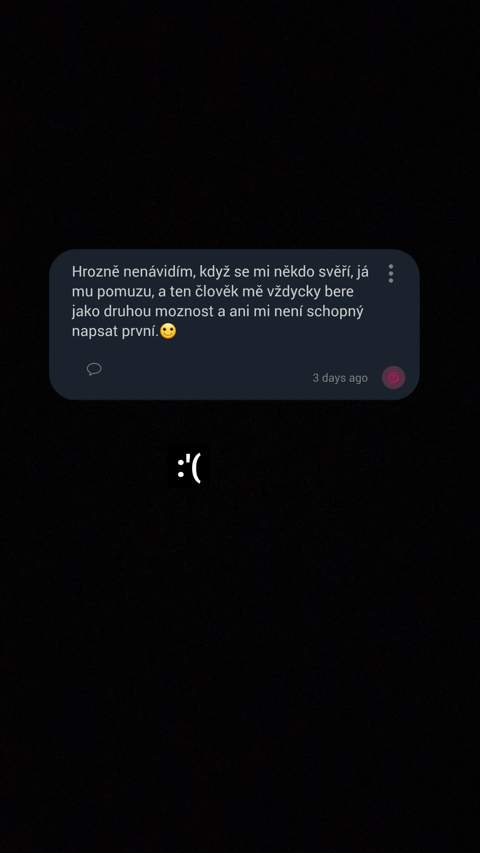 Hrozně nenávidím, když se mi někdo svěří, já
mu pomuzu, a ten člověk mě vždycky bere
jako druhou moznost a ani mi není schopný
napsat první.🙂
3 days ago
:'(